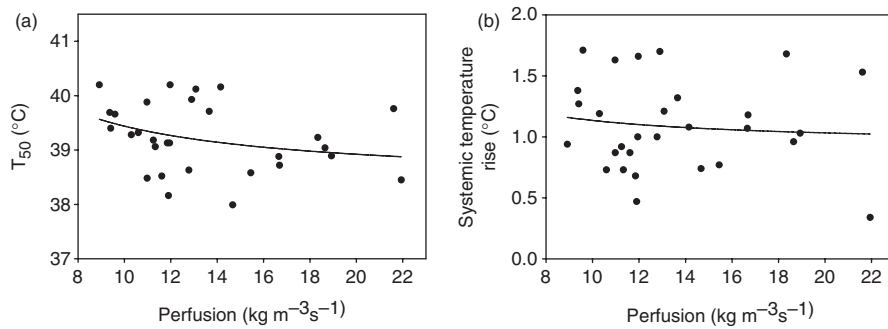 (a)
41
40
39
38
37
T50 (°C)
8 10 12 14 16 18 20 22
Perfusion (kg m−3s−1)
(b)
2.0
1.5
1.0
0.5
0.0
Systemic temperature
rise (°C)
8 10 12 14 16 18 20 22
Perfusion (kg m−3s−1)